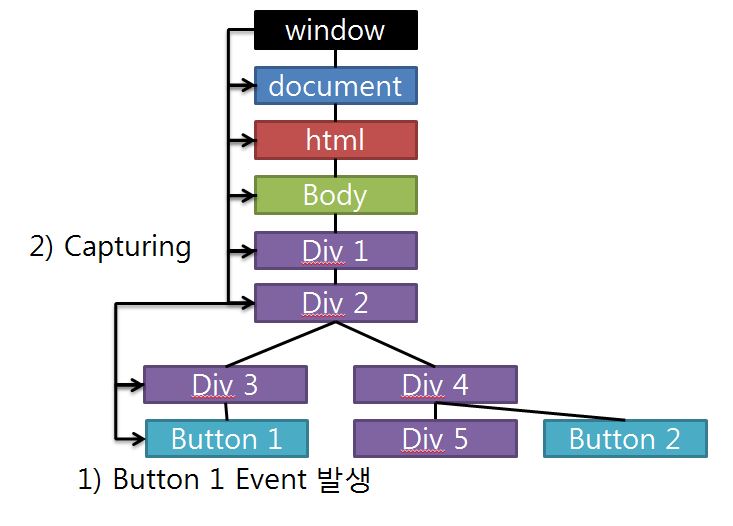 window
document
html
Body
2) Capturing
Div 1
Div 2
Div 3
Div 4
Button 1
Div 5
Button 2
1) Button 1 Event 발생